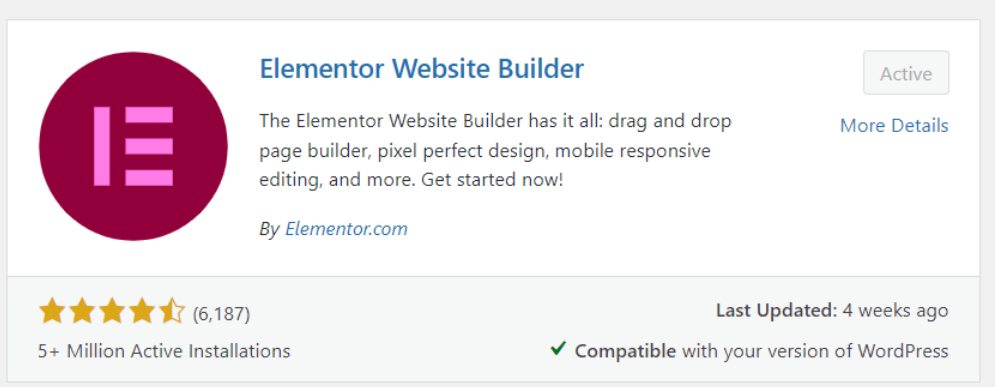 Elementor Website Builder
Active
The Elementor Website Builder has it all: drag and drop
page builder, pixel perfect design, mobile responsive
editing, and more. Get started now!
More Details
By Elementor.com
(6,187)
Last Updated: 4 weeks ago
5+ Million Active Installations
Compatible with your version of WordPress